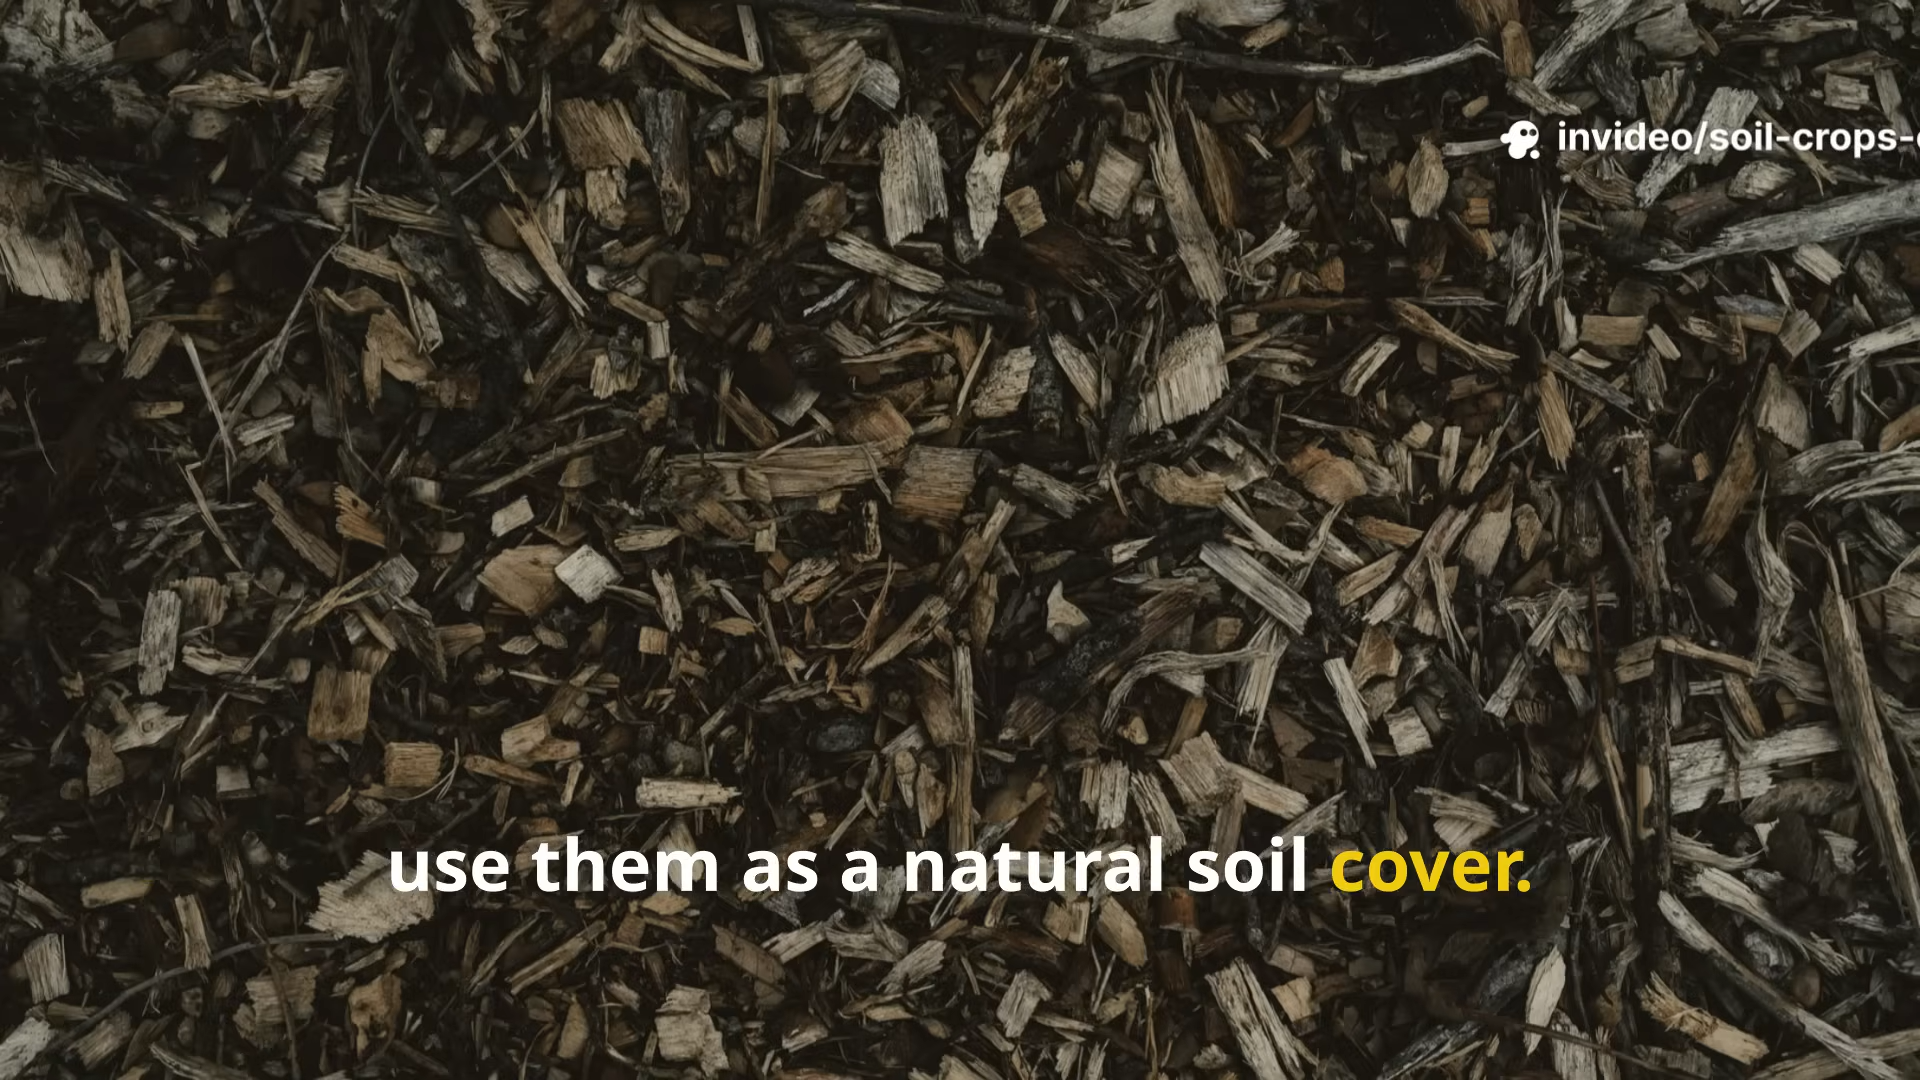 invideo/soil-crops-
use them as a natural soil cover.